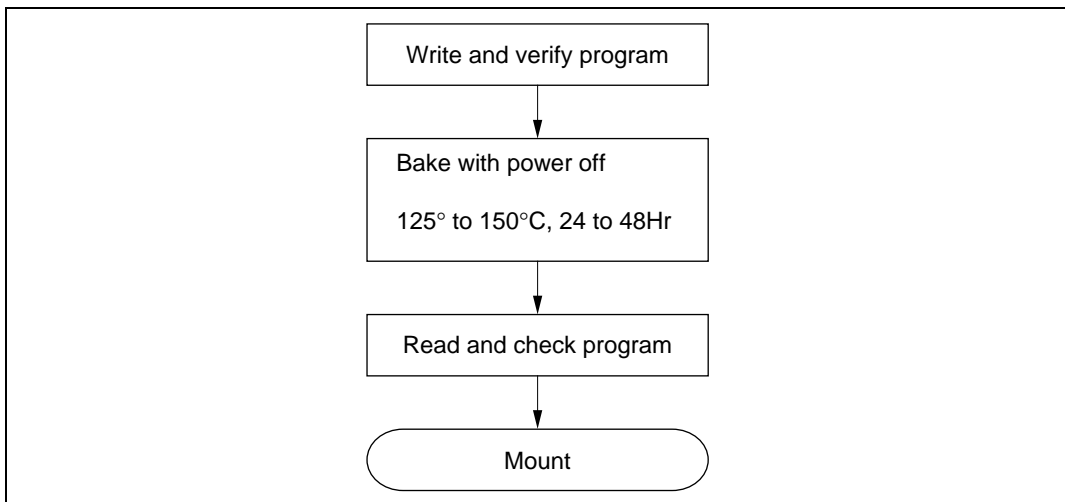 Write and verify program
Bake with power off
125° to 150°C, 24 to 48Hr
Read and check program
Mount